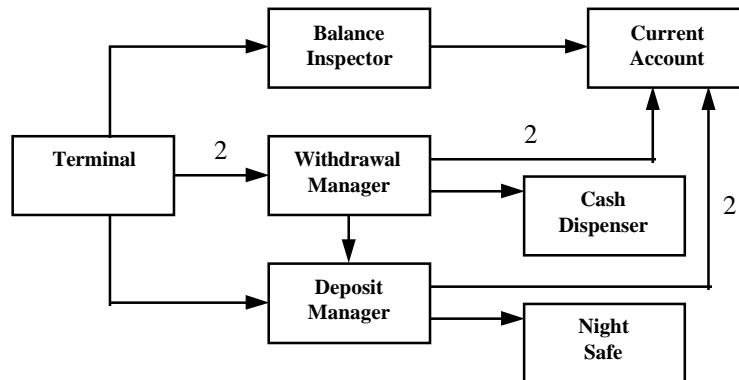 Balance
Inspector
Current
Account
Terminal
2
Withdrawal
Manager
2
Cash
Dispenser
2
Deposit
Manager
Night
Safe